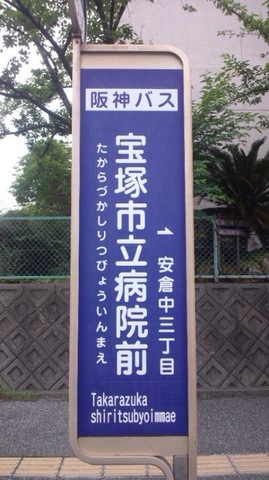 阪神バス
宝塚市立病院前
たからづかしりつびょういんまえ
安倉中三丁目
Takarazuka
shiritsubyoimmae